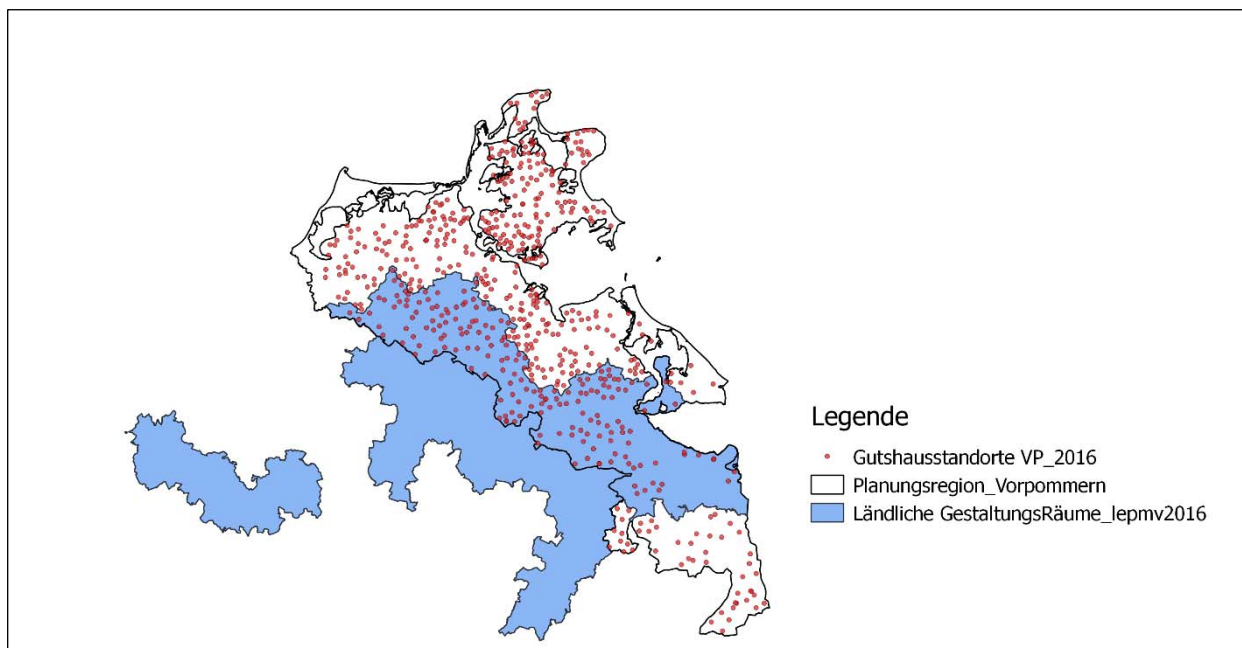 Legende
Gutshausstandorte VP_2016
Planungsregion_Vorpommern
Ländliche GestaltungsRäume_lepmv2016